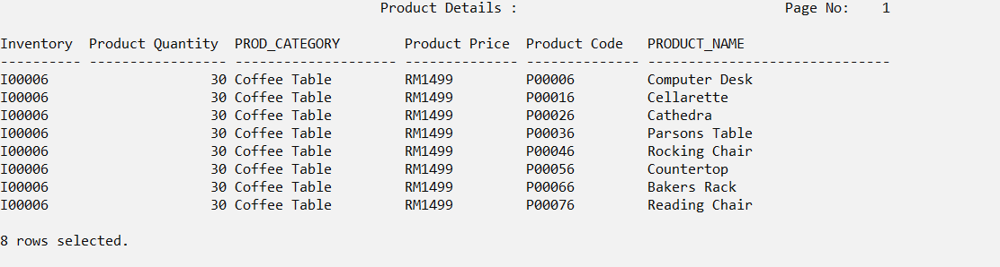 Product Details :                                 Page No:    1
Inventory  Product Quantity  PROD_CATEGORY        Product Price  Product Code   PRODUCT_NAME
---------- ----------------- -------------------- -------------- -------------- ------------------------------
I00006                    30 Coffee Table         RM1499         P00006         Computer Desk
I00006                    30 Coffee Table         RM1499         P00016         Cellarette
I00006                    30 Coffee Table         RM1499         P00026         Cathedra
I00006                    30 Coffee Table         RM1499         P00036         Parsons Table
I00006                    30 Coffee Table         RM1499         P00046         Rocking Chair
I00006                    30 Coffee Table         RM1499         P00056         Countertop
I00006                    30 Coffee Table         RM1499         P00066         Bakers Rack
I00006                    30 Coffee Table         RM1499         P00076         Reading Chair
8 rows selected.